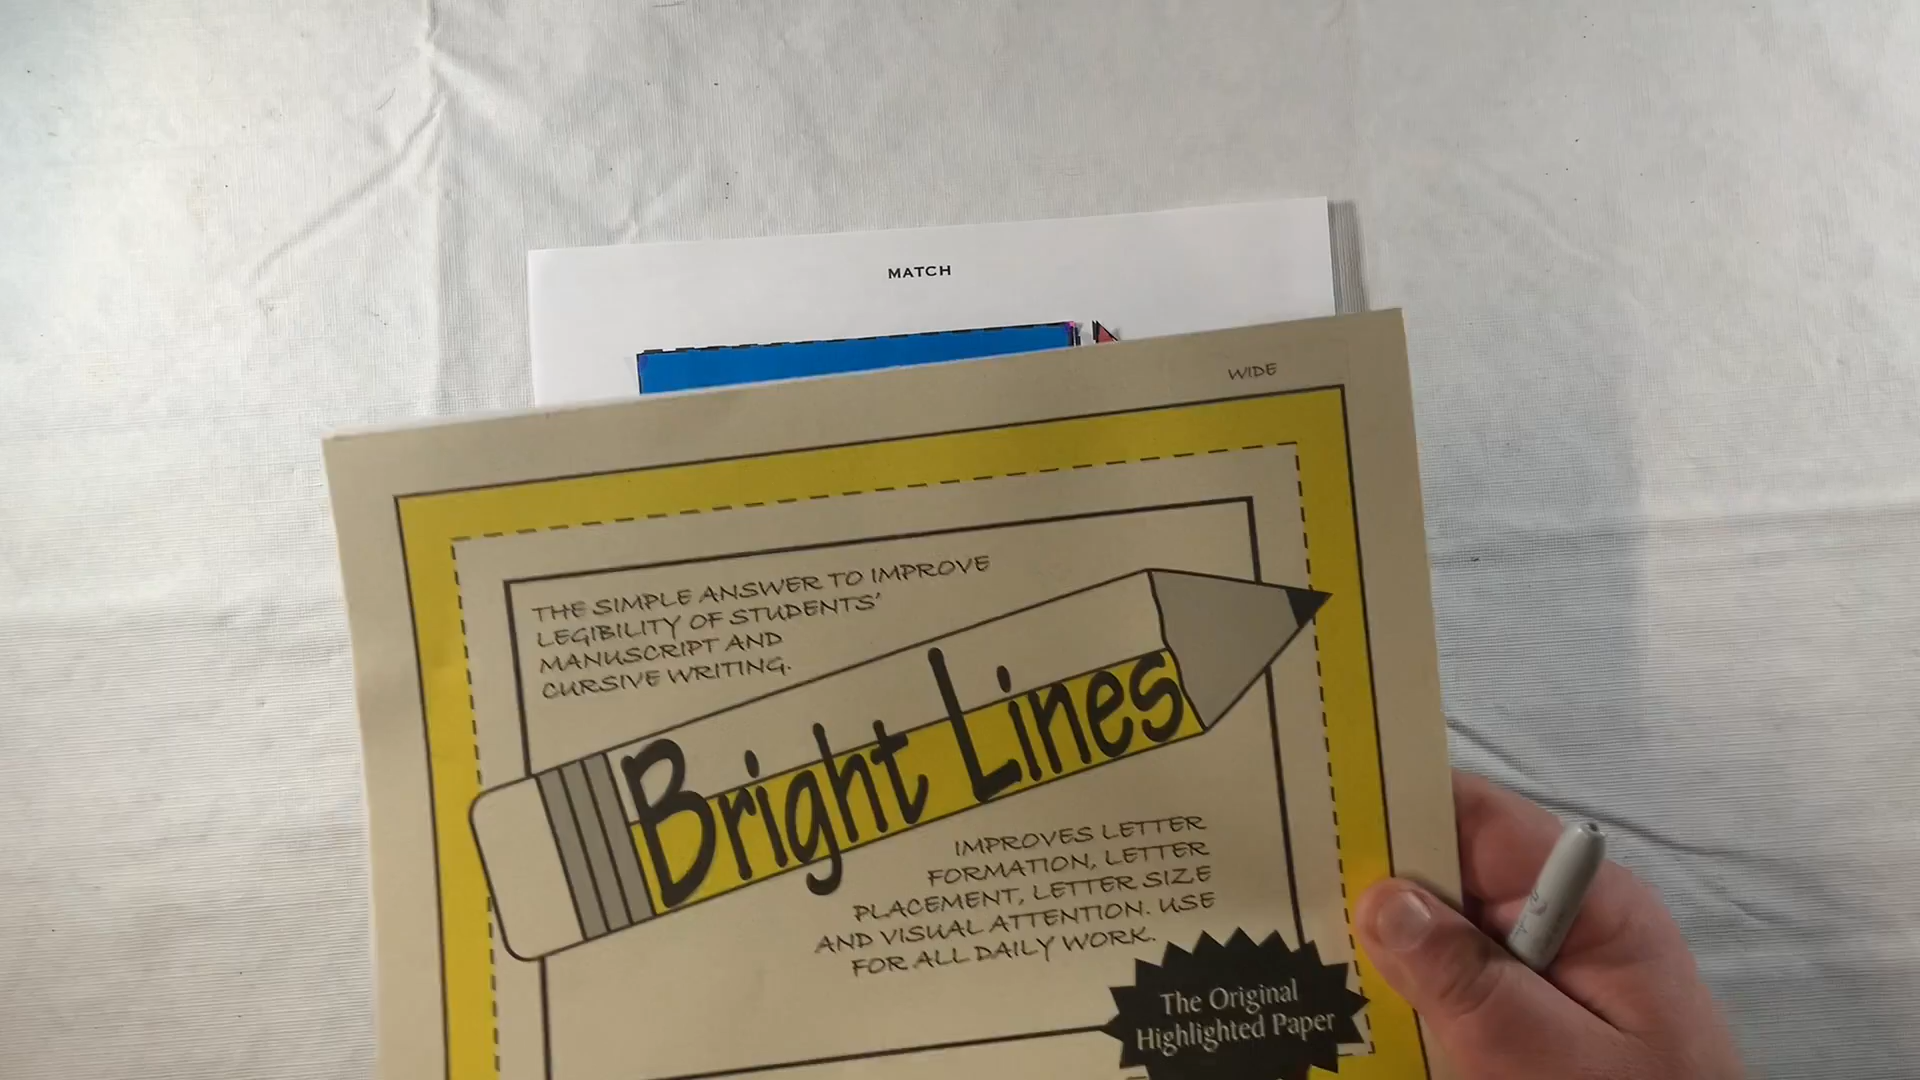 MATCH
WIDE
THE SIMPLE ANSWER TO IMPROVE
LEGIBILITY OF STUDENTS'
MANUSCRIPT AND
CURSIVE WRITING.
Bright Lines
IMPROVES LETTER
FORMATION, LETTER
PLACEMENT, LETTER SIZE
AND VISUAL ATTENTION. USE
FOR ALL DAILY WORK.
The Original
Highlighted Paper